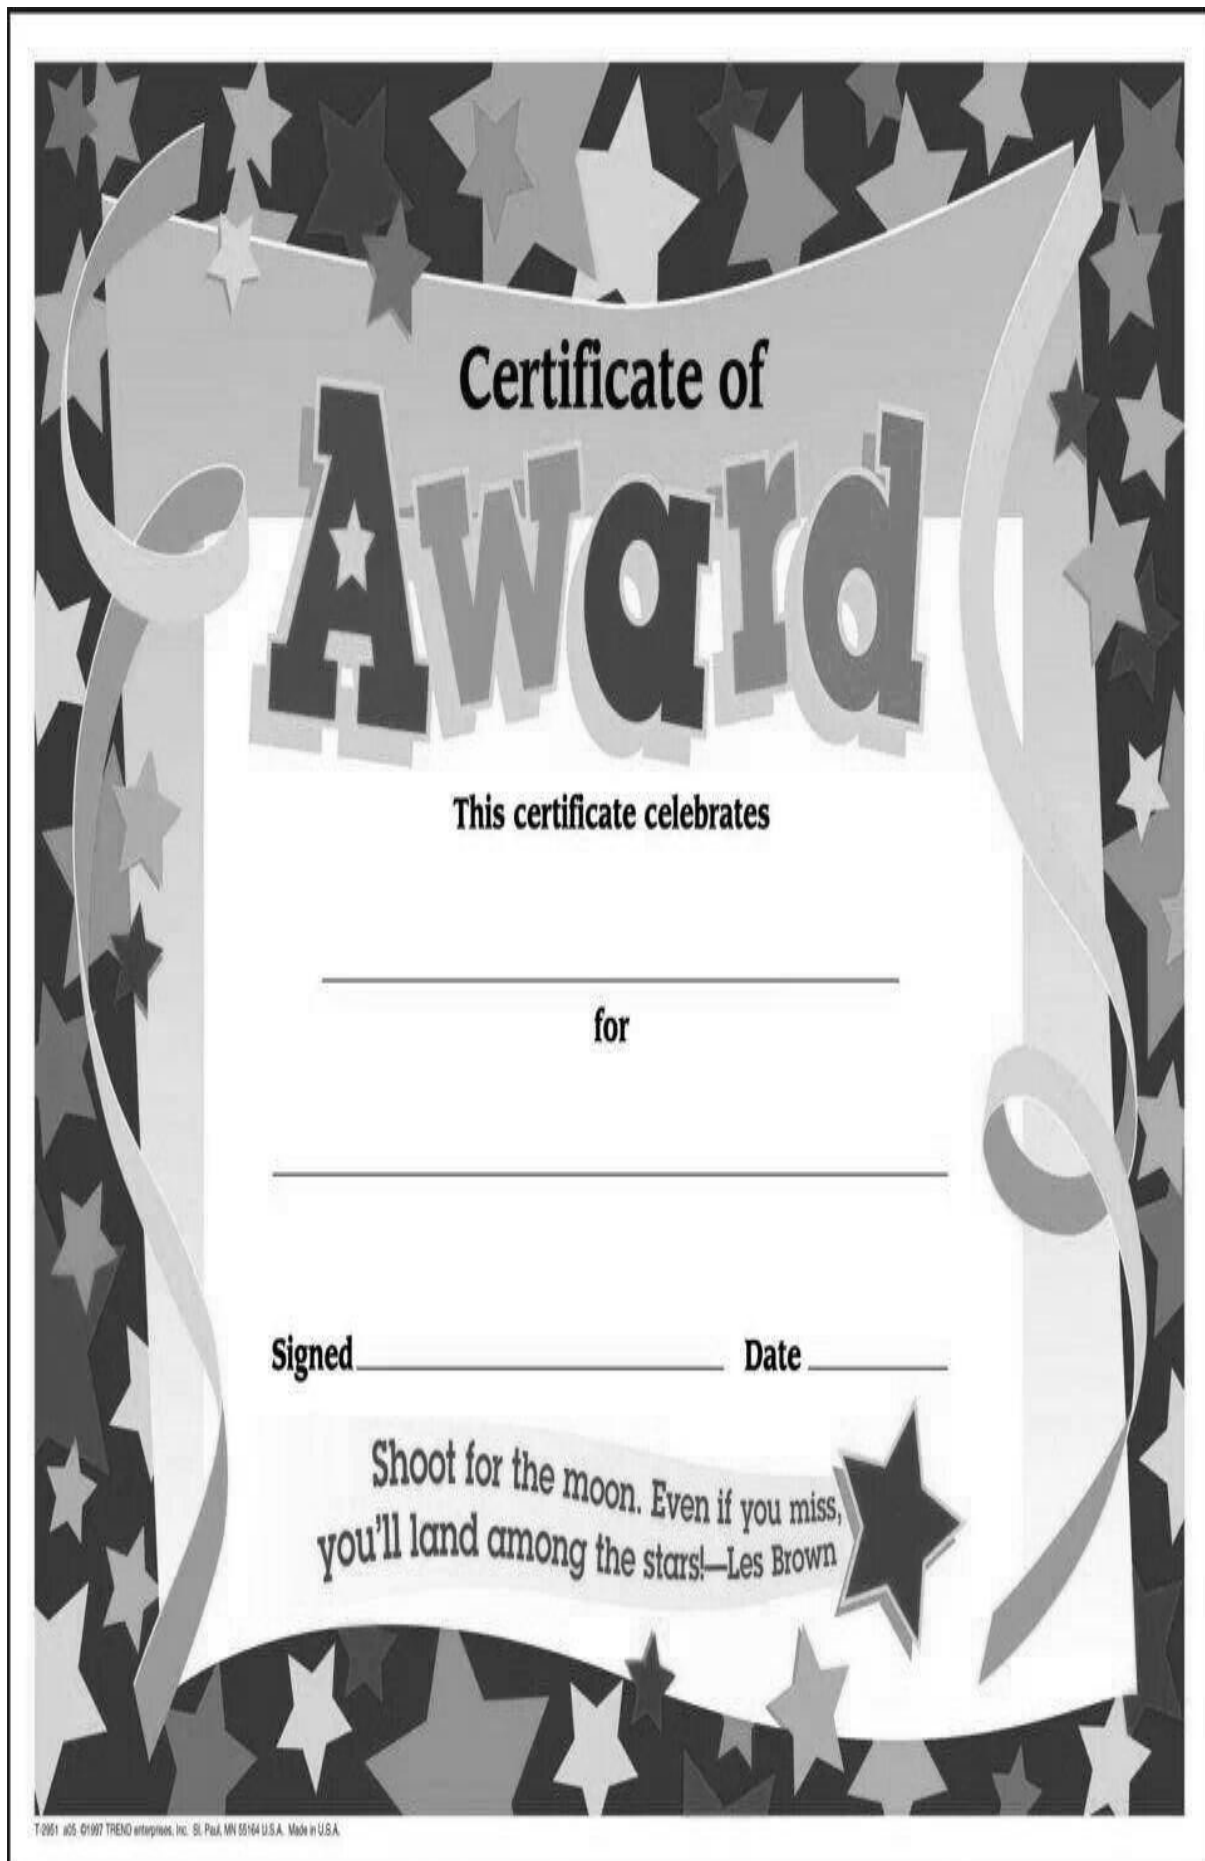 Certificate of
Award
This certificate celebrates
for
Signed Date
Shoot for the moon. Even if you miss,
you'll land among the stars!—Les Brown
T-2951 a05 ©1997 TREND enterprises, Inc. St. Paul, MN 55164 U.S.A. Made in U.S.A.